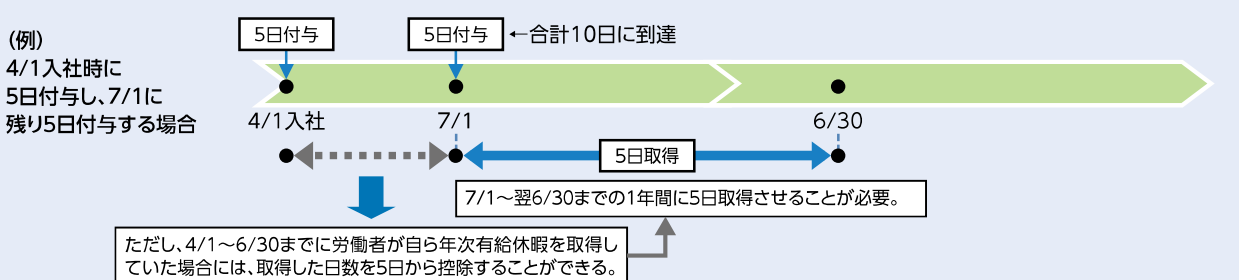 (例)
4/1入社時に
5日付与し、7/1に
残り5日付与する場合
5日付与
5日付与
←合計10日に到達
4/1入社
7/1
6/30
5日取得
7/1〜翌6/30までの1年間に5日取得させることが必要。
ただし、4/1〜6/30までに労働者が自ら年次有給休暇を取得し
ていた場合には、取得した日数を5日から控除することができる。